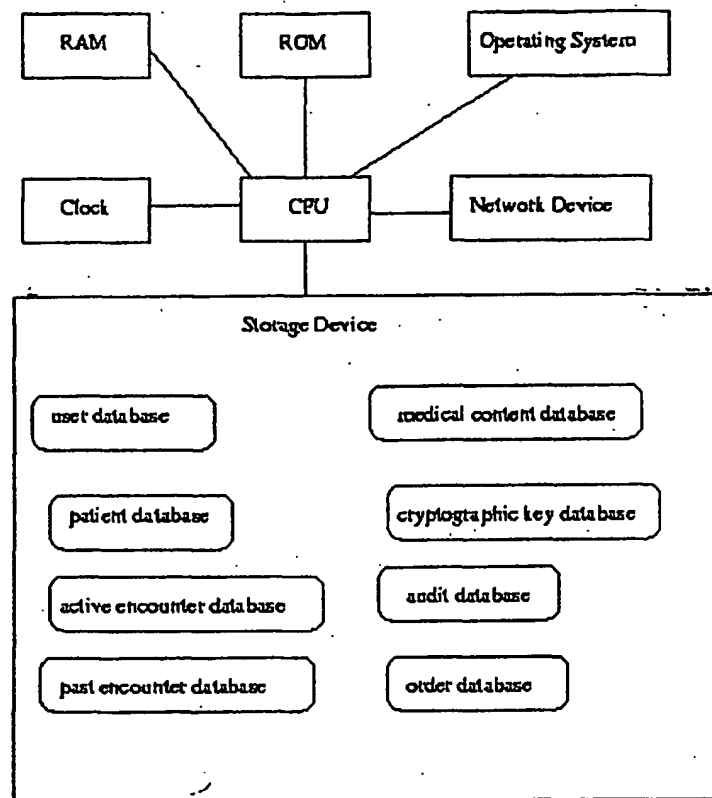 RAM
ROM
Operating System
Clock
CPU
Network Device
Storage Device
user database
medical content database
patient database
cryptographic key database
active encounter database
audit database
past encounter database
order database